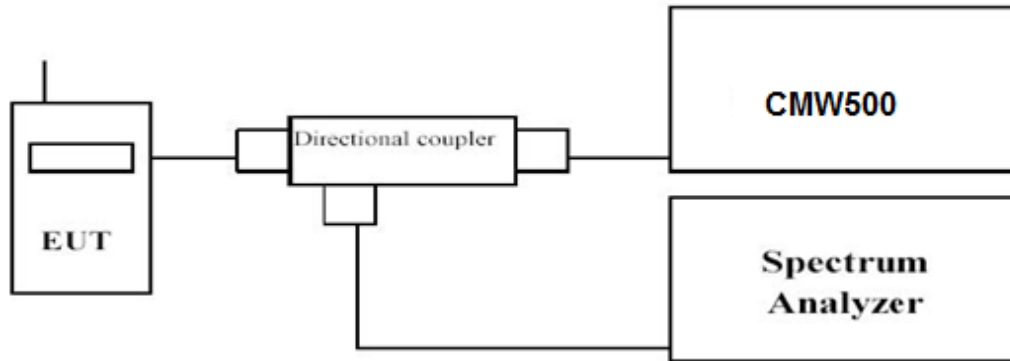 CMW500
Directional coupler
EUT
Spectrum
Analyzer